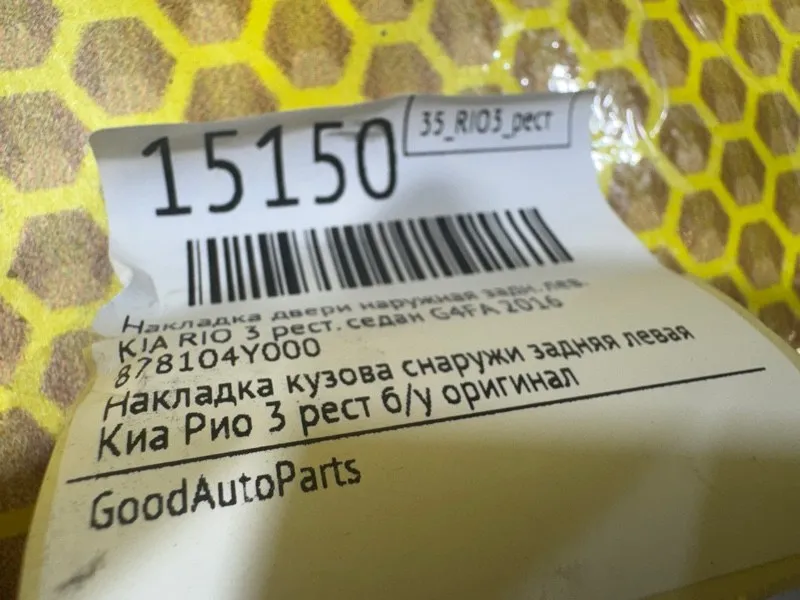 15150
35_RIO3_рест
Накладка двери наружная задн. лев.
KIA RIO 3 рест. седан G4FA 2016
878104Y000
Накладка кузова снаружи задняя левая
Киа Рио 3 рест б/у оригинал
GoodAutoParts